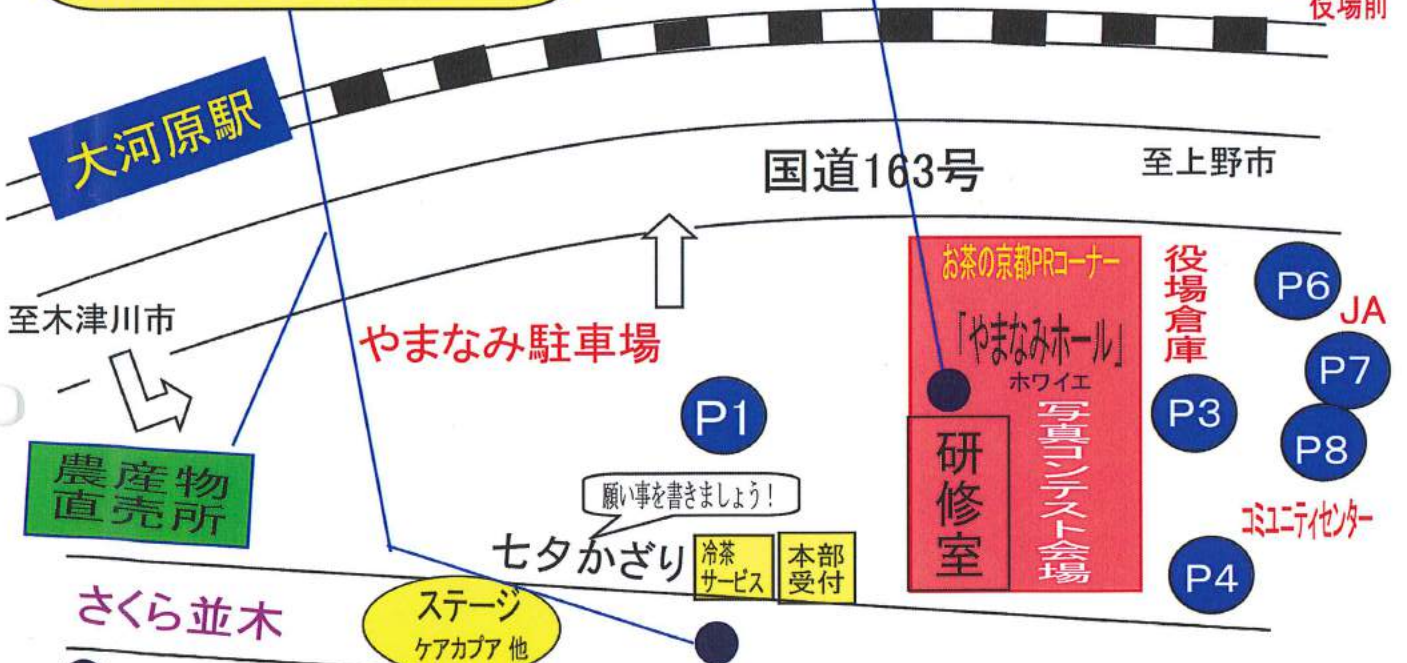 役場前
大河原駅
国道163号
至上野市
至木津川市
やまなみ駐車場
お茶の京都PRコーナー
「やまなみホール」
ホワイエ
写真コンテスト会場
研修室
役場倉庫
P6
JA
P7
P3
P8
P1
コミュニティセンター
P4
農産物
直売所
願い事を書きましょう！
七夕かざり
冷茶
サービス
本部
受付
さくら並木
ステージ
ケアカプア 他